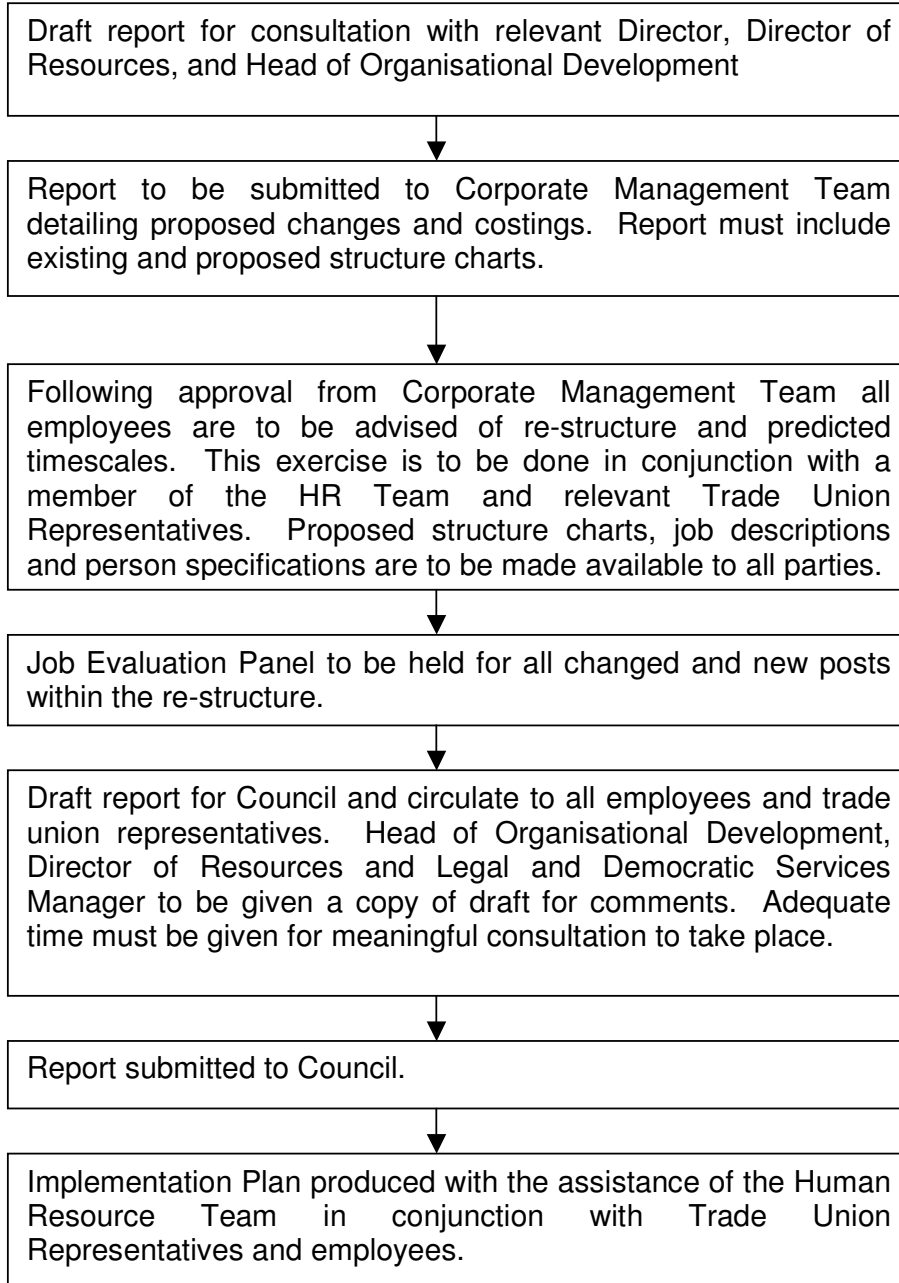 Draft report for consultation with relevant Director, Director of
Resources, and Head of Organisational Development
Report to be submitted to Corporate Management Team
detailing proposed changes and costings. Report must include
existing and proposed structure charts.
Following approval from Corporate Management Team all
employees are to be advised of re-structure and predicted
timescales. This exercise is to be done in conjunction with a
member of the HR Team and relevant Trade Union
Representatives. Proposed structure charts, job descriptions
and person specifications are to be made available to all parties.
Job Evaluation Panel to be held for all changed and new posts
within the re-structure.
Draft report for Council and circulate to all employees and trade
union representatives. Head of Organisational Development,
Director of Resources and Legal and Democratic Services
Manager to be given a copy of draft for comments. Adequate
time must be given for meaningful consultation to take place.
Report submitted to Council.
Implementation Plan produced with the assistance of the Human
Resource Team in conjunction with Trade Union
Representatives and employees.